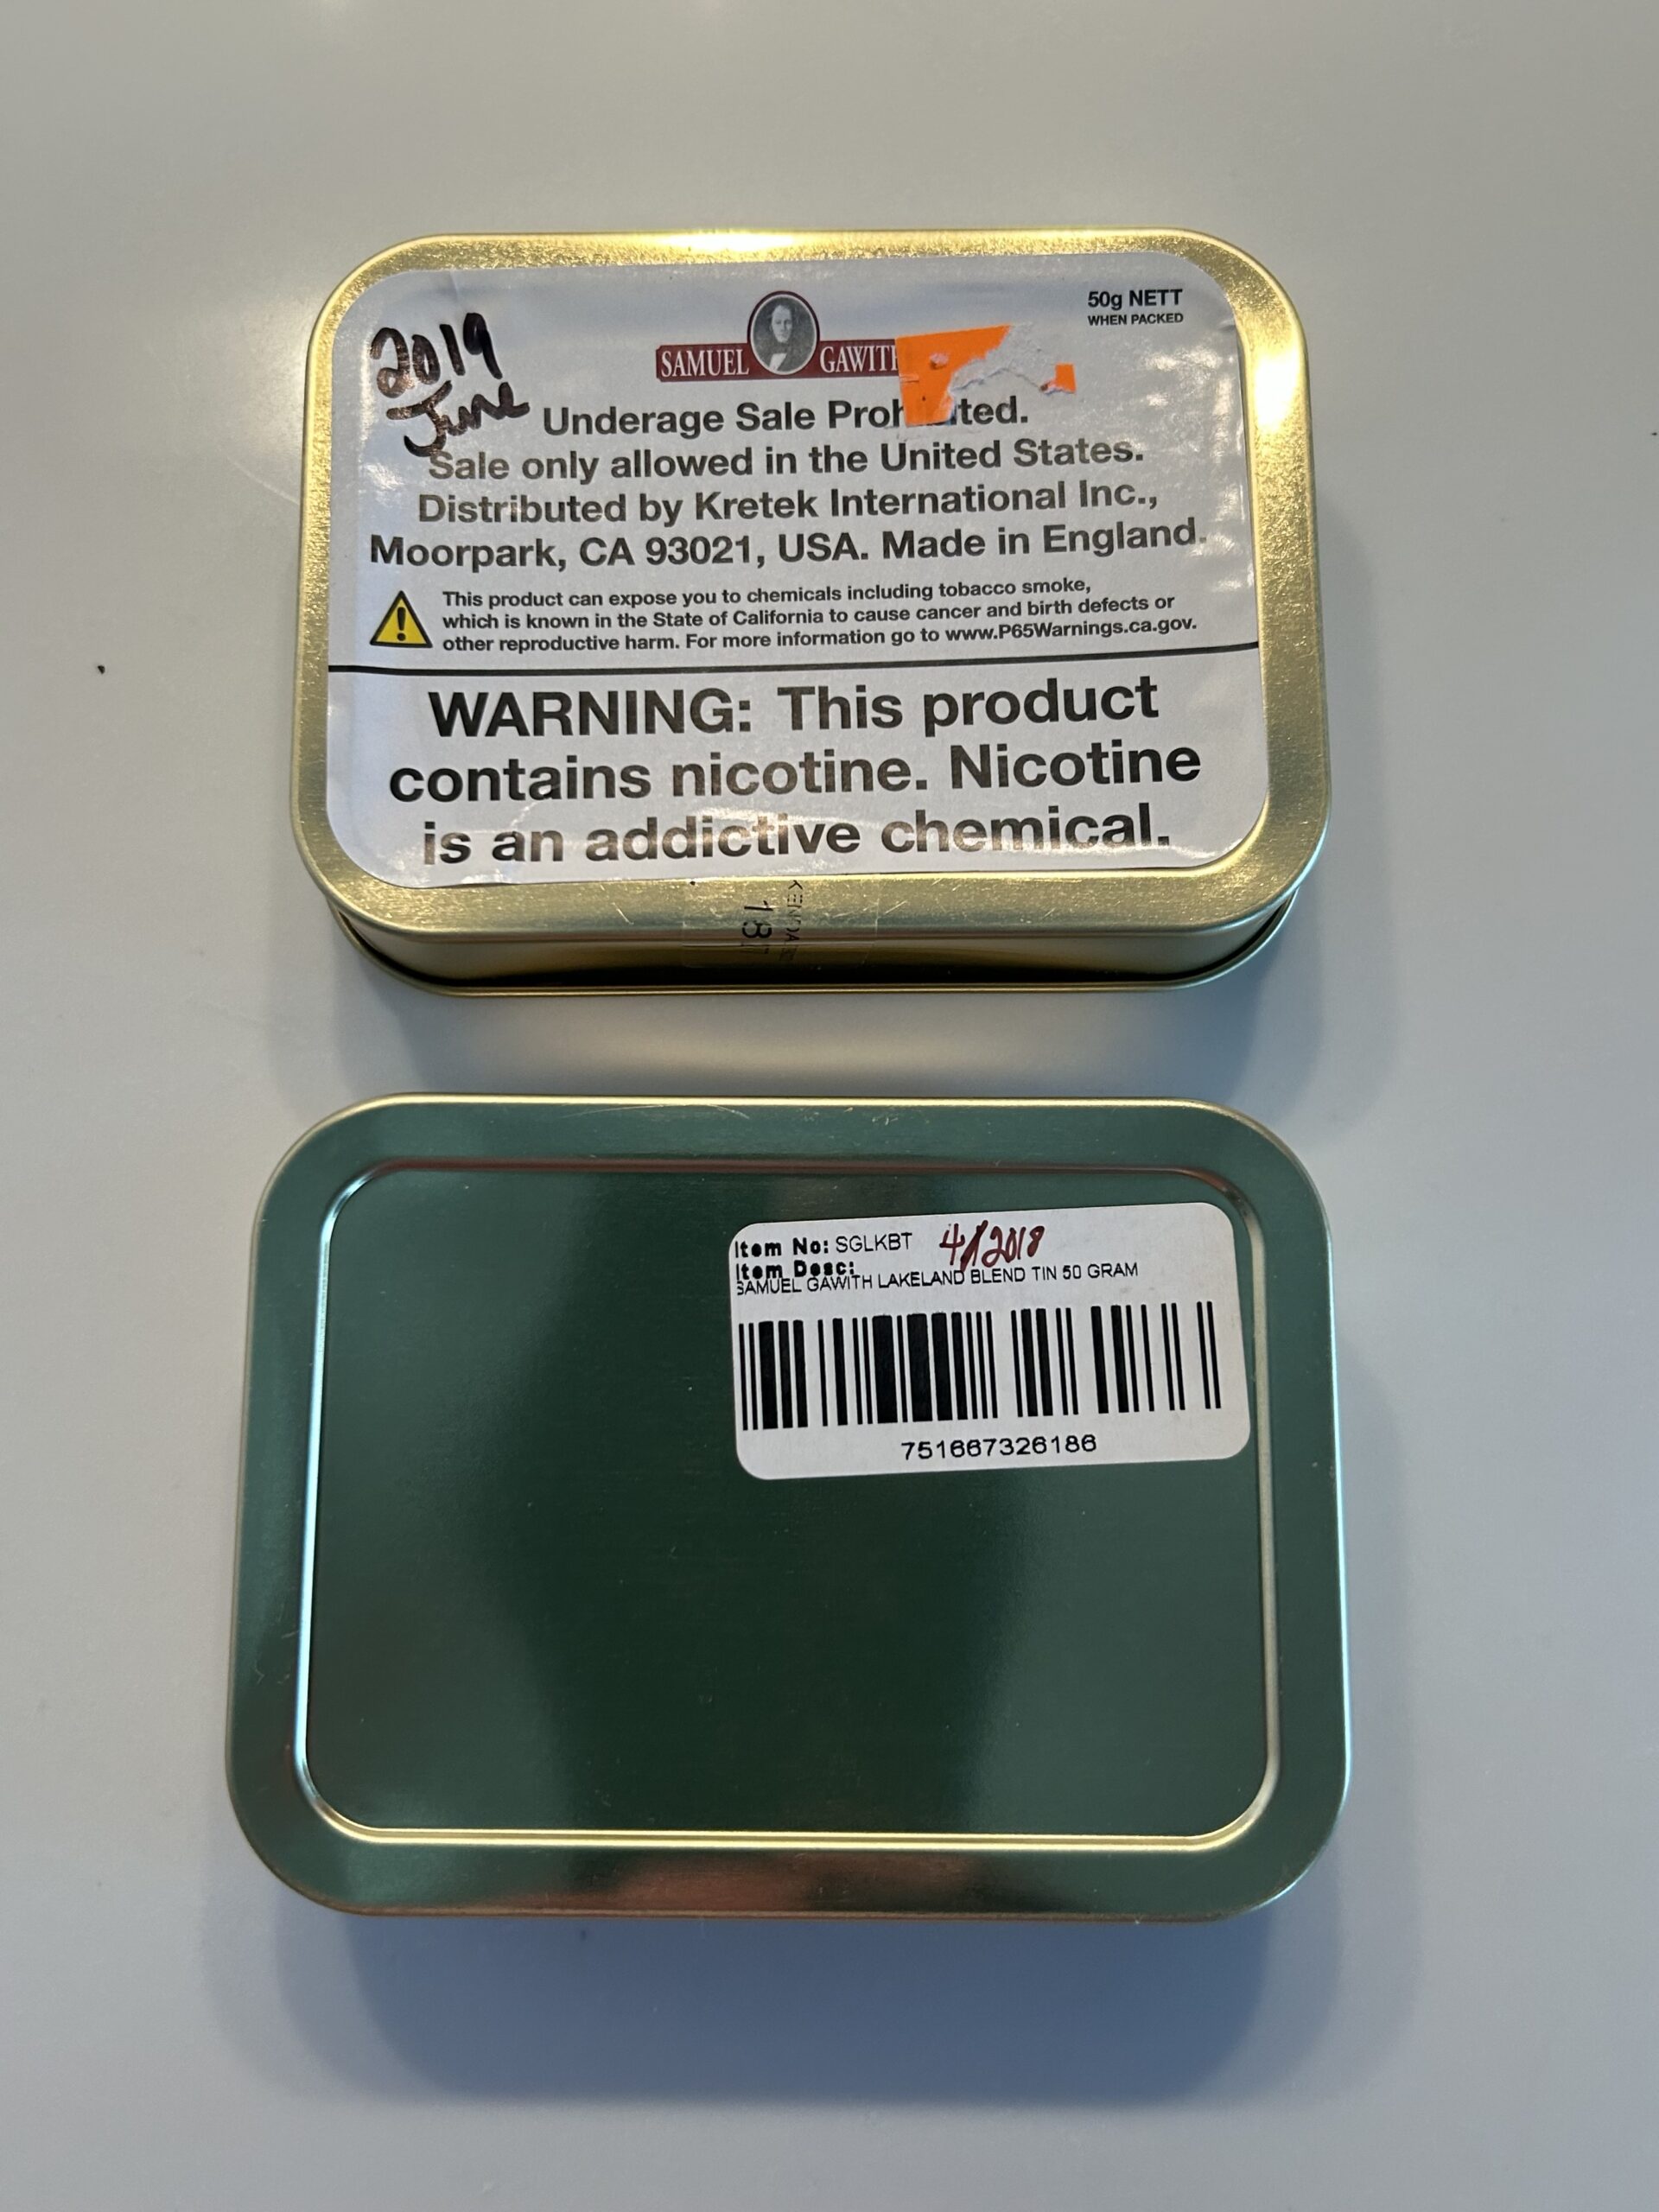 2019
June
50g NETT
WHEN PACKED
SAMUEL GAWITH
Underage Sale Prohibited.
Sale only allowed in the United States.
Distributed by Kretek International Inc.,
Moorpark, CA 93021, USA. Made in England.
This product can expose you to chemicals including tobacco smoke,
which is known in the State of California to cause cancer and birth defects or
other reproductive harm. For more information go to www.P65Warnings.ca.gov.
WARNING: This product
contains nicotine. Nicotine
is an addictive chemical.
Item No: SGLKBT 4/2018
Item Desc:
SAMUEL GAWITH LAKELAND BLEND TIN 50 GRAM
751667326186